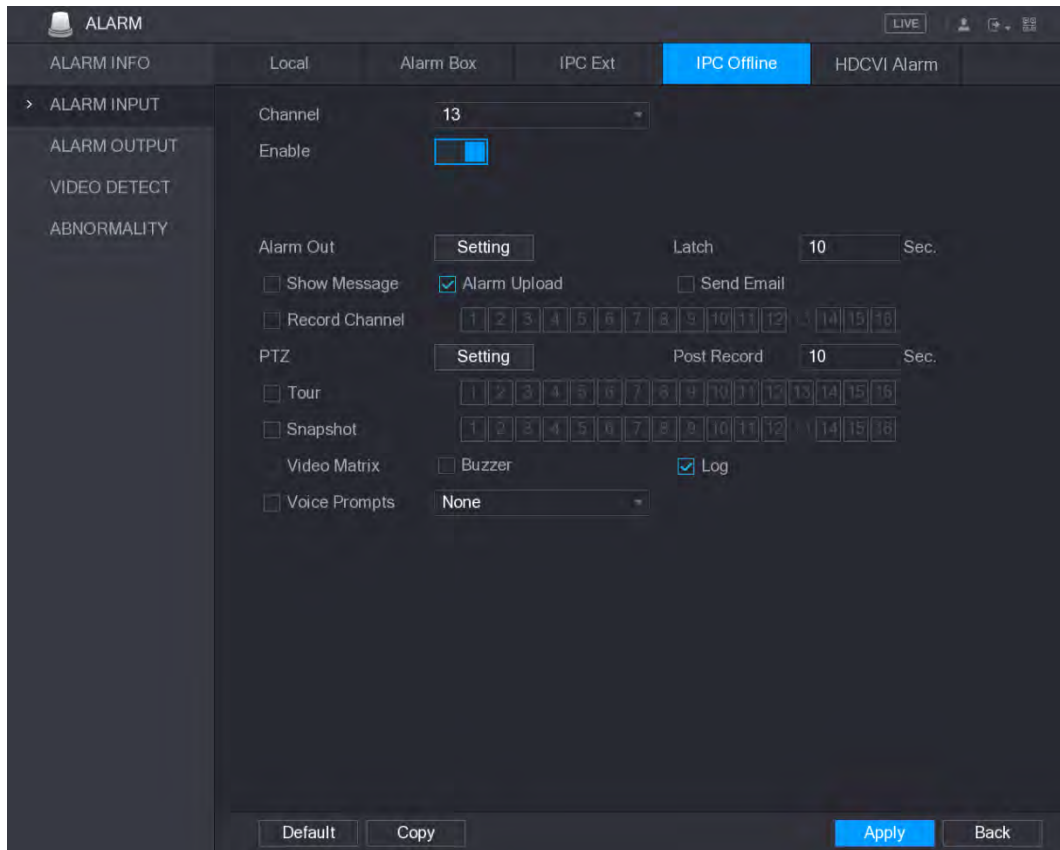 ALARM LIVE
ALARM INFO
ALARM INPUT
ALARM OUTPUT
VIDEO DETECT
ABNORMALITY
Local Alarm Box IPC Ext IPC Offline HDCVI Alarm
Channel 13
Enable
Alarm Out Setting Latch 10 Sec.
Show Message Alarm Upload Send Email
Record Channel 1 2 3 4 5 6 7 8 9 10 11 12 14 15 16
PTZ Setting Post Record 10 Sec.
Tour 1 2 3 4 5 6 7 8 9 10 11 12 13 14 15 16
Snapshot 1 2 3 4 5 6 7 8 9 10 11 12 14 15 16
Video Matrix Buzzer Log
Voice Prompts None
Default Copy Apply Back